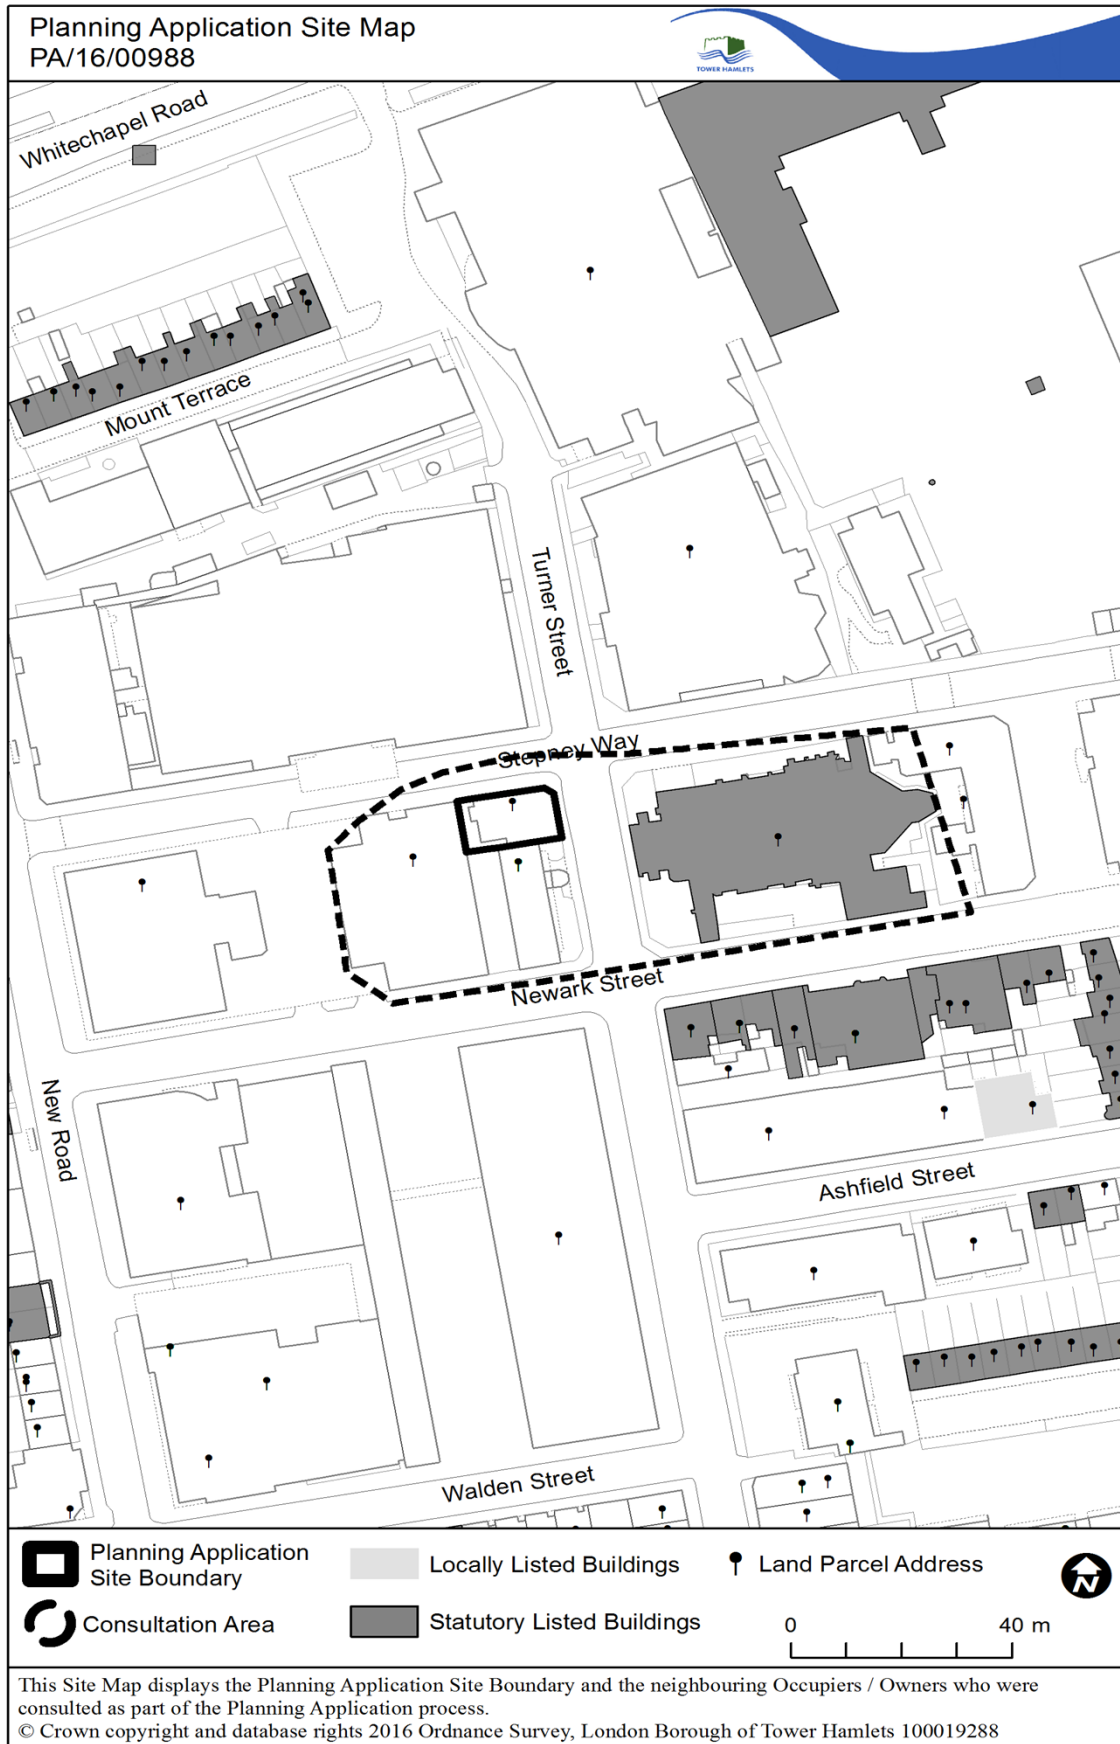 Planning Application Site Map
PA/16/00988
TOWER HAMLETS
Whitechapel Road
Mount Terrace
Turner Street
Stepney Way
Newark Street
New Road
Ashfield Street
Walden Street
Planning Application
Site Boundary
Locally Listed Buildings
Land Parcel Address
N
Consultation Area
Statutory Listed Buildings
0
40 m
This Site Map displays the Planning Application Site Boundary and the neighbouring Occupiers / Owners who were
consulted as part of the Planning Application process.
© Crown copyright and database rights 2016 Ordnance Survey, London Borough of Tower Hamlets 100019288